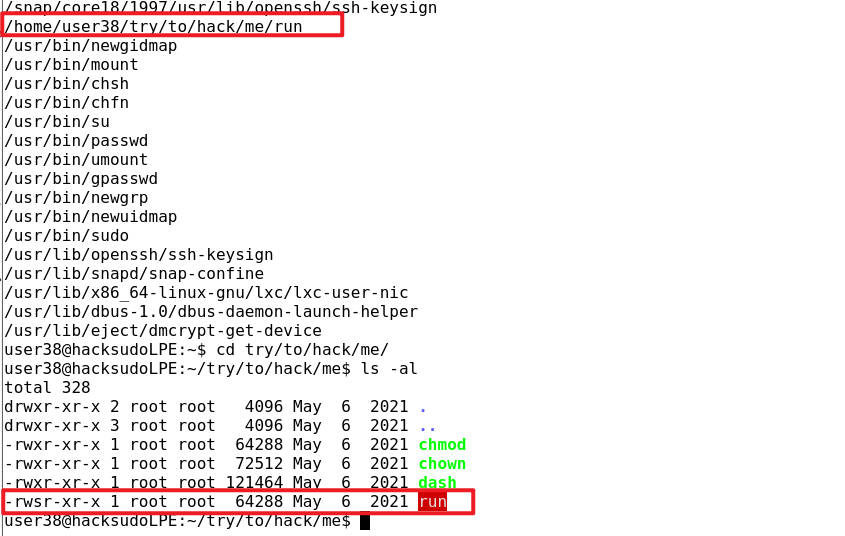 /snap/core18/1997/usr/lib/openssh/ssh-keysign
/home/user38/try/to/hack/me/run
/usr/bin/newgidmap
/usr/bin/mount
/usr/bin/chsh
/usr/bin/chfn
/usr/bin/su
/usr/bin/passwd
/usr/bin/umount
/usr/bin/gpasswd
/usr/bin/newgrp
/usr/bin/newuidmap
/usr/bin/sudo
/usr/lib/openssh/ssh-keysign
/usr/lib/snapd/snap-confine
/usr/lib/x86_64-linux-gnu/lxc/lxc-user-nic
/usr/lib/dbus-1.0/dbus-daemon-launch-helper
/usr/lib/eject/dmcrypt-get-device
user38@hacksudoLPE:~$ cd try/to/hack/me/
user38@hacksudoLPE:~/try/to/hack/me$ ls -al
total 328
drwxr-xr-x 2 root root   4096 May  6  2021 .
drwxr-xr-x 3 root root   4096 May  6  2021 ..
-rwxr-xr-x 1 root root  64288 May  6  2021 chmod
-rwxr-xr-x 1 root root  72512 May  6  2021 chown
-rwxr-xr-x 1 root root 121464 May  6  2021 dash
-rwsr-xr-x 1 root root  64288 May  6  2021 run
user38@hacksudoLPE:~/try/to/hack/me$